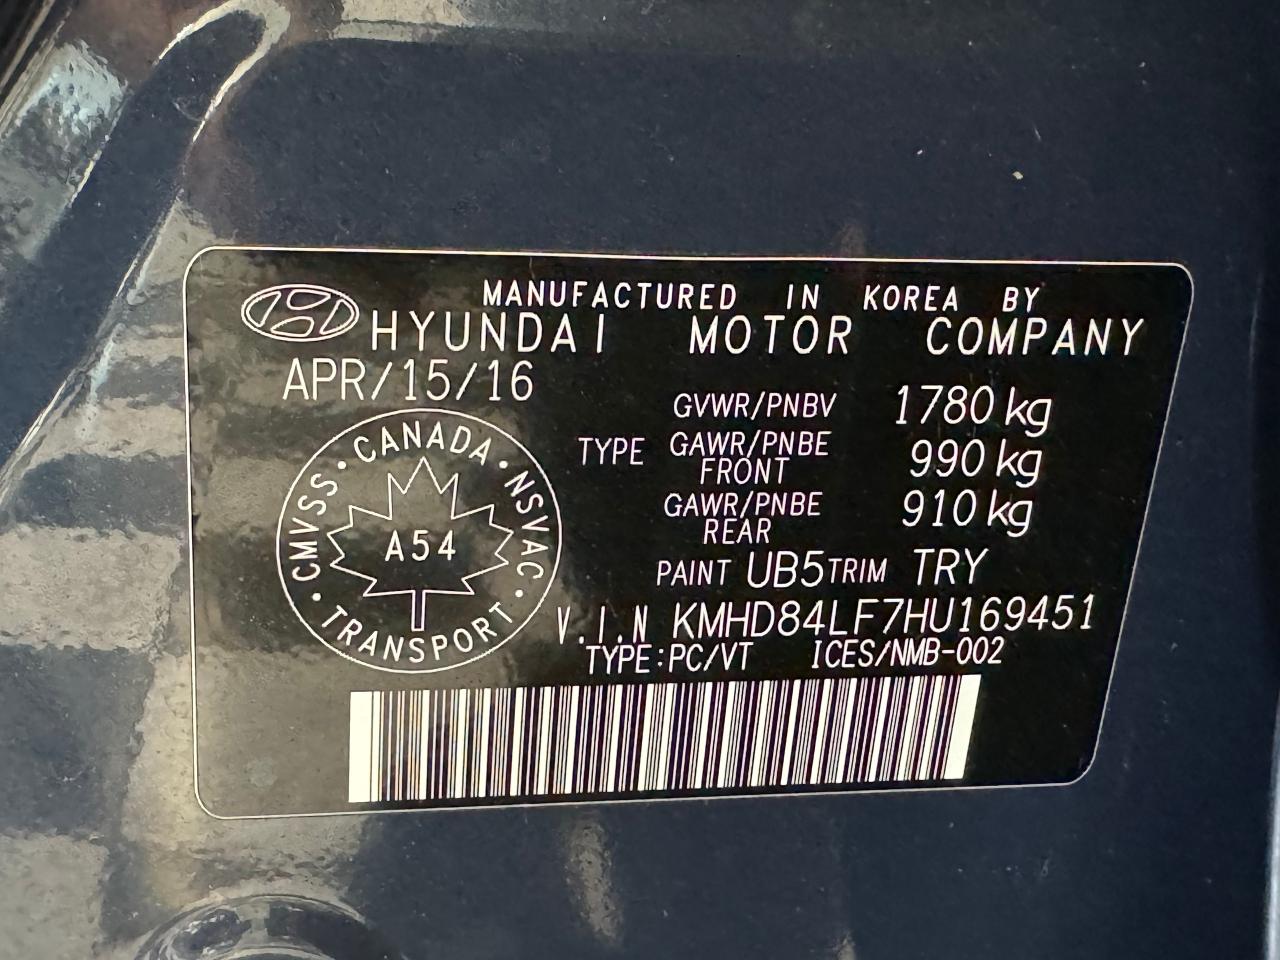 MANUFACTURED IN KOREA BY
HYUNDAI MOTOR COMPANY
APR/15/16
GVWR/PNBV 1780 kg
TYPE GAWR/PNBE FRONT 990 kg
GAWR/PNBE REAR 910 kg
CMVSS · CANADA · NSVAC · TRANSPORT ·
A54
PAINT UB5 TRIM TRY
V.I.N KMHD84LF7HU169451
TYPE:PC/VT ICES/NMB-002